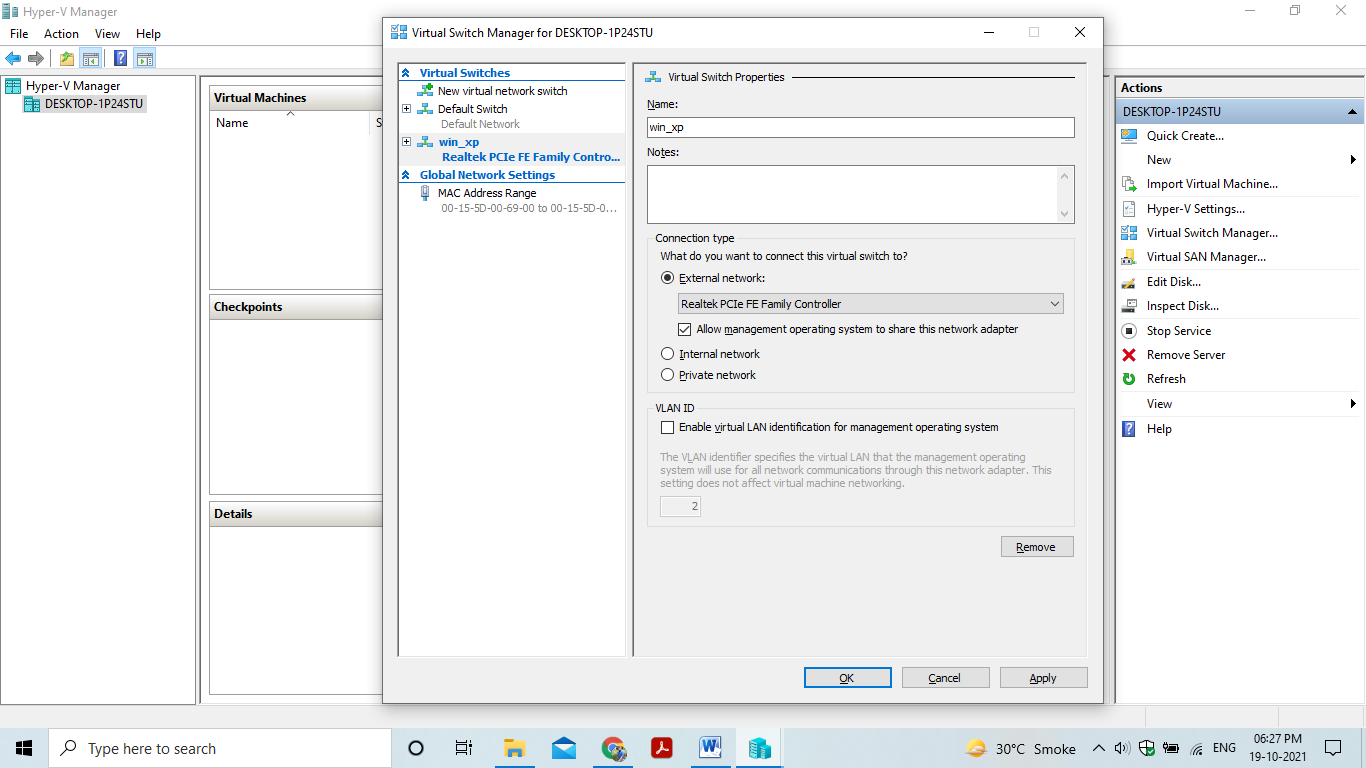 Hyper-V Manager
File Action View Help
Hyper-V Manager
DESKTOP-1P24STU
Virtual Machines
Name
S
Checkpoints
Details
Virtual Switch Manager for DESKTOP-1P24STU
Virtual Switches
New virtual network switch
Default Switch
Default Network
win_xp
Realtek PCIe FE Family Contro...
Global Network Settings
MAC Address Range
00-15-5D-00-69-00 to 00-15-5D-0...
Virtual Switch Properties
Name:
win_xp
Notes:
Connection type
What do you want to connect this virtual switch to?
External network:
Realtek PCIe FE Family Controller
Allow management operating system to share this network adapter
Internal network
Private network
VLAN ID
Enable virtual LAN identification for management operating system
The VLAN identifier specifies the virtual LAN that the management operating
system will use for all network communications through this network adapter. This
setting does not affect virtual machine networking.
2
Remove
OK Cancel Apply
Actions
DESKTOP-1P24STU
Quick Create...
New
Import Virtual Machine...
Hyper-V Settings...
Virtual Switch Manager...
Virtual SAN Manager...
Edit Disk...
Inspect Disk...
Stop Service
Remove Server
Refresh
View
Help
Type here to search
30°C Smoke
ENG
06:27 PM
19-10-2021